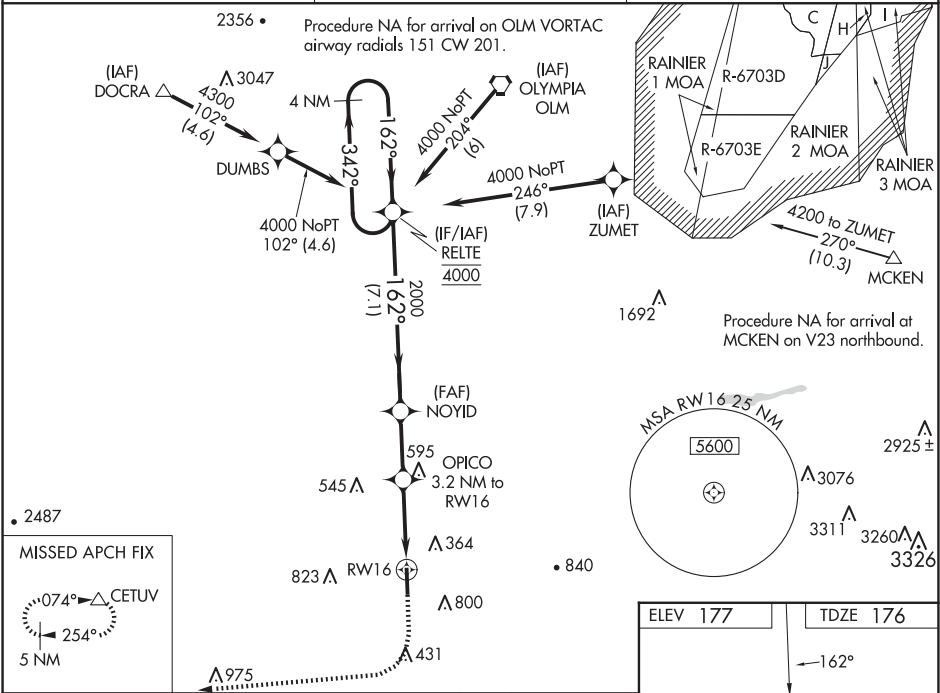 2356
Procedure NA for arrival on OLM VORTAC
airway radials 151 CW 201.
(IAF)
DOCRA
3047
4300
102°
(4.6)
DUMBS
4000 NoPT
102° (4.6)
4 NM
342°
162°
(IAF)
OLYMPIA
OLM
4000 NoPT
204°
(6)
4000 NoPT
246°
(7.9)
(IAF)
ZUMET
(IF/IAF)
RELTE
4000
RAINIER
1 MOA
R-6703D
R-6703E
C
H
I
J
RAINIER
2 MOA
RAINIER
3 MOA
4200 to ZUMET
270°
(10.3)
MCKEN
2000
162°
(7.1)
1692
Procedure NA for arrival at
MCKEN on V23 northbound.
(FAF)
NOYID
595
OPICO
3.2 NM to
RW16
545
MSA RW16 25 NM
5600
2925 ±
3076
3311
3260
3326
2487
364
823
RW16
840
800
431
975
MISSED APCH FIX
074°
CETUV
254°
5 NM
ELEV 177
TDZE 176
162°